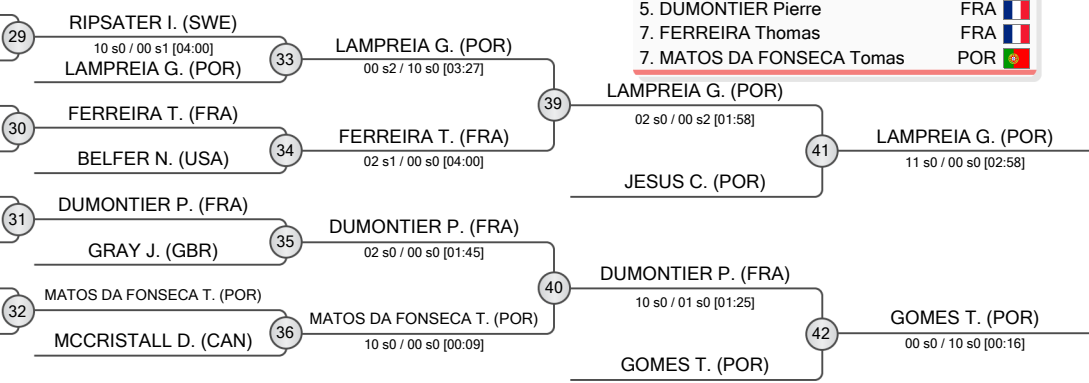 5. DUMONTIER Pierre FRA
7. FERREIRA Thomas FRA
7. MATOS DA FONSECA Tomas POR
29
RIPSATER I. (SWE)
10 s0 / 00 s1 [04:00]
LAMPREIA G. (POR)
33
LAMPREIA G. (POR)
00 s2 / 10 s0 [03:27]
30
FERREIRA T. (FRA)
BELFER N. (USA)
34
FERREIRA T. (FRA)
02 s1 / 00 s0 [04:00]
39
LAMPREIA G. (POR)
02 s0 / 00 s2 [01:58]
JESUS C. (POR)
41
LAMPREIA G. (POR)
11 s0 / 00 s0 [02:58]
31
DUMONTIER P. (FRA)
GRAY J. (GBR)
35
DUMONTIER P. (FRA)
02 s0 / 00 s0 [01:45]
32
MATOS DA FONSECA T. (POR)
MCCRISTALL D. (CAN)
36
MATOS DA FONSECA T. (POR)
10 s0 / 00 s0 [00:09]
40
DUMONTIER P. (FRA)
10 s0 / 01 s0 [01:25]
GOMES T. (POR)
42
GOMES T. (POR)
00 s0 / 10 s0 [00:16]